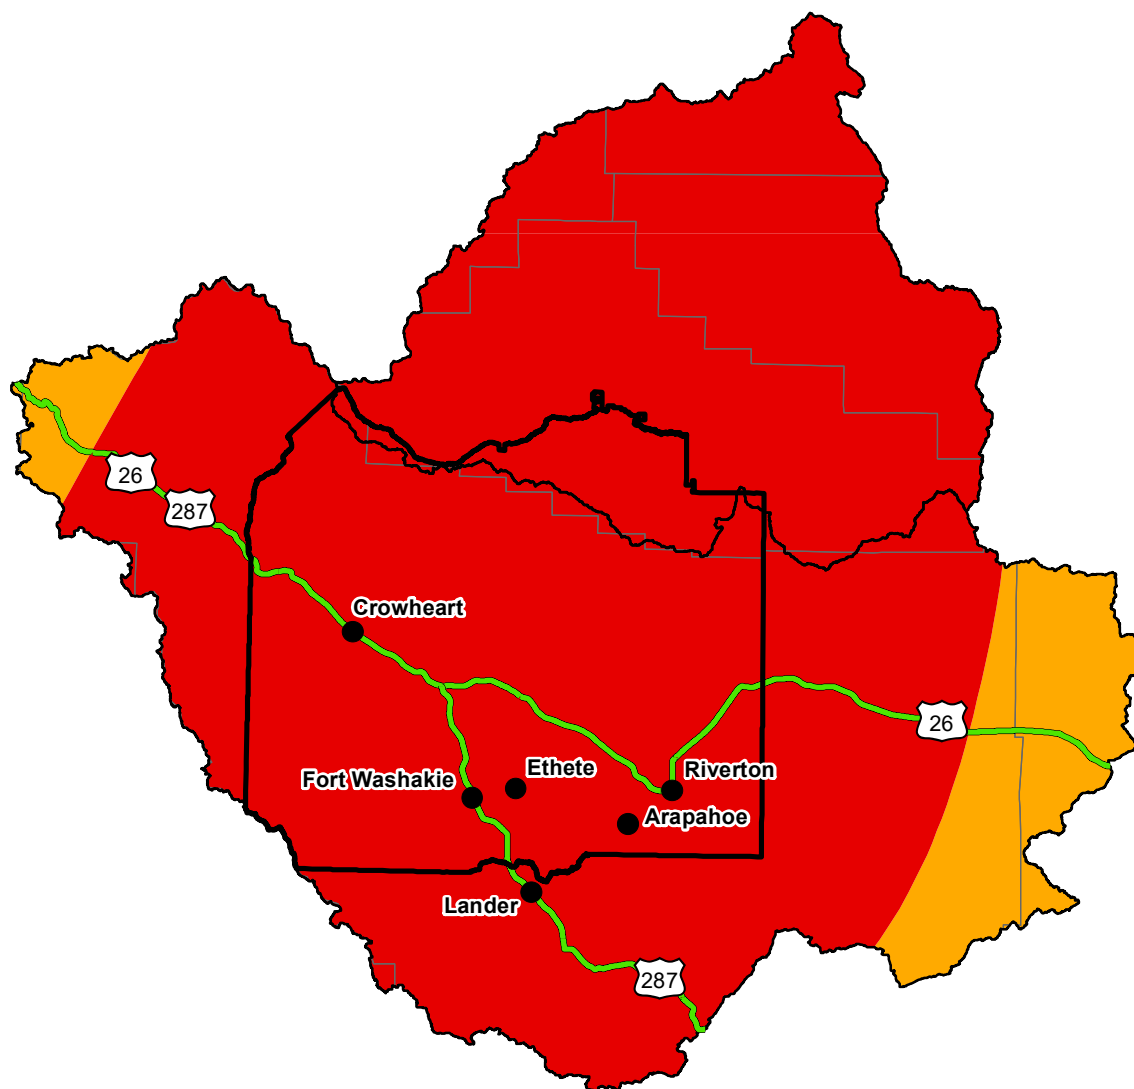 26
287
Crowheart
26
Ethete
Riverton
Fort Washakie
Arapahoe
Lander
287